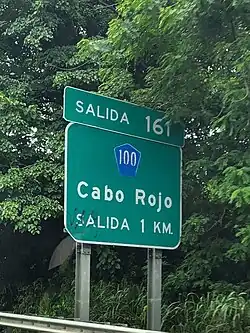 SALIDA 161
100
Cabo Rojo
SALIDA 1 KM.